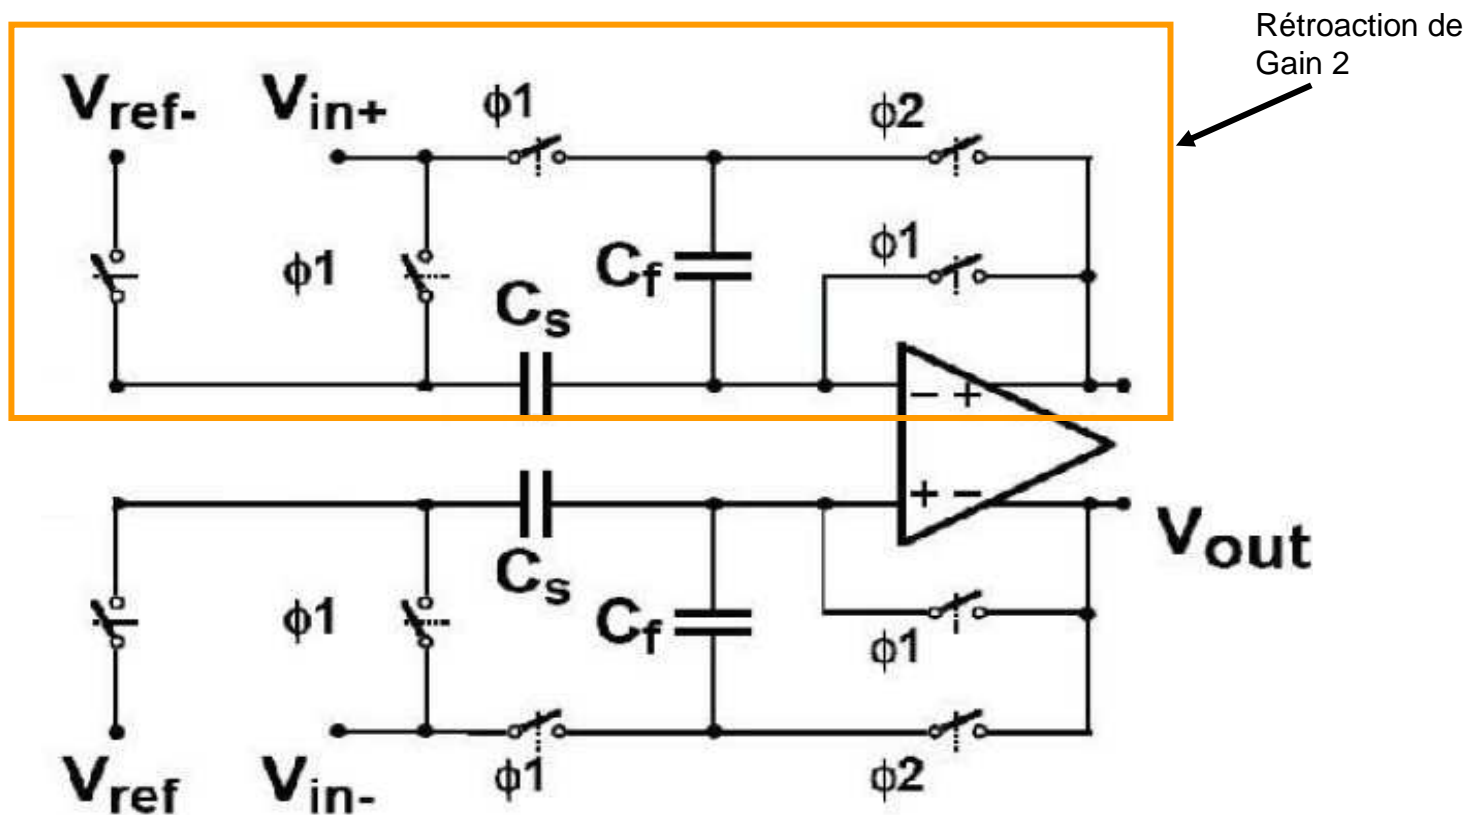 Rétroaction de
Gain 2
Vref- Vin+ ϕ1 ϕ2
ϕ1 Cf ϕ1
Cs
− +
+ −
Vout
Cs
ϕ1 Cf ϕ1
Vref Vin- ϕ1 ϕ2